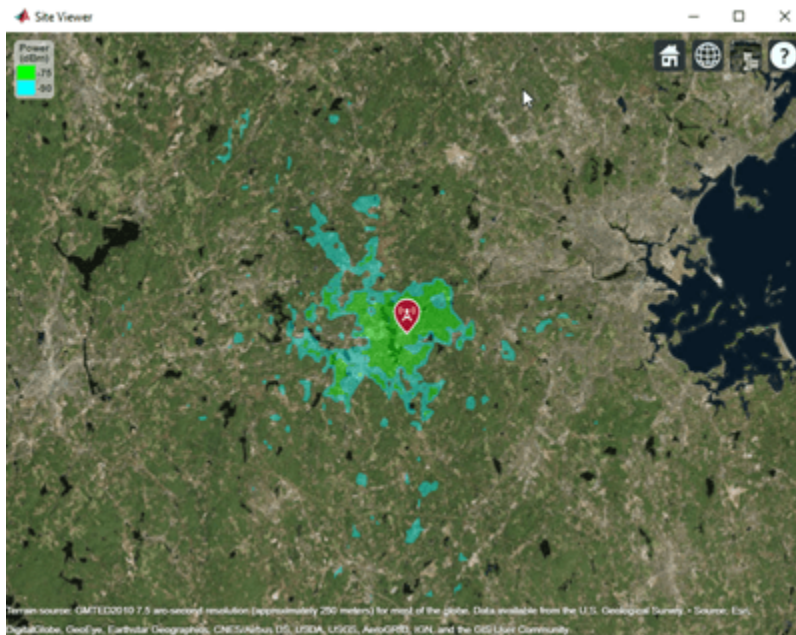 Site Viewer
Power
(dBm)
-75
-90
Terrain source: GMTED2010 7.5 arc-second resolution (approximately 250 meters) for most of the globe. Data available from the U.S. Geological Survey. • Source: Esri,
DigitalGlobe, GeoEye, Earthstar Geographics, CNES/Airbus DS, USDA, USGS, AeroGRID, IGN, and the GIS User Community